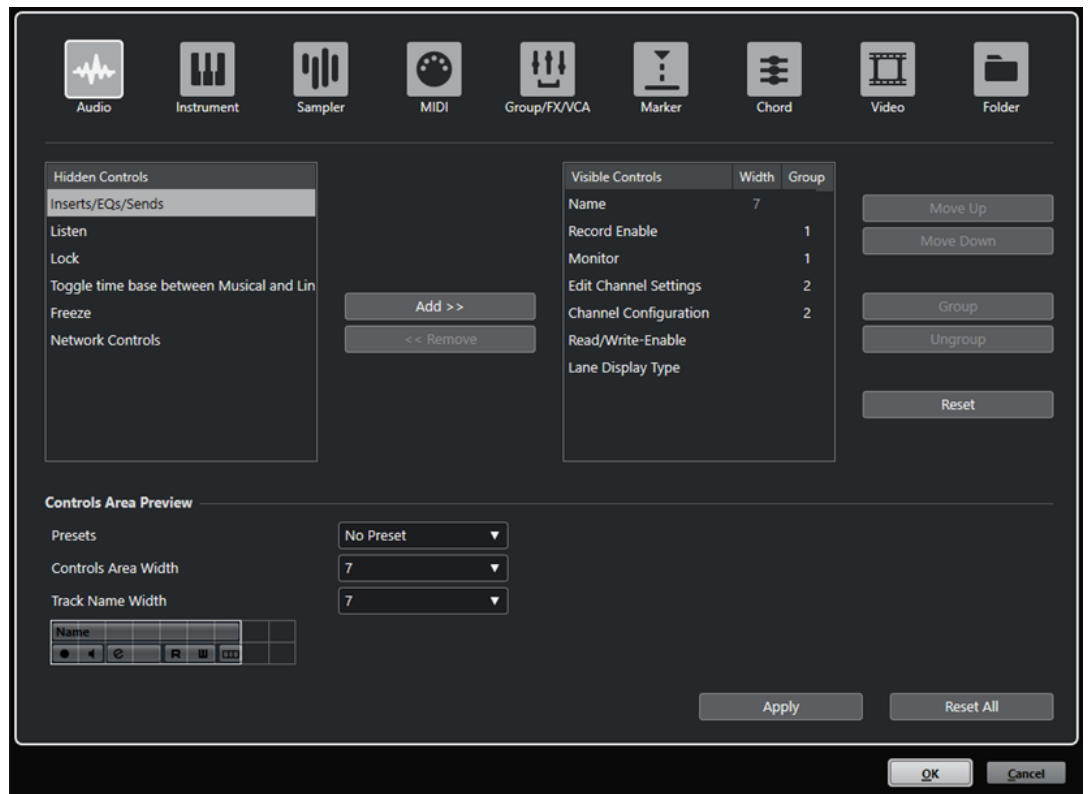 Audio Instrument Sampler MIDI Group/FX/VCA Marker Chord Video Folder
Hidden Controls
Inserts/EQs/Sends
Listen
Lock
Toggle time base between Musical and Lin
Freeze
Network Controls
Add >>
<< Remove
Visible Controls Width Group
Name 7
Record Enable 1
Monitor 1
Edit Channel Settings 2
Channel Configuration 2
Read/Write-Enable
Lane Display Type
Move Up
Move Down
Group
Ungroup
Reset
Controls Area Preview
Presets No Preset
Controls Area Width 7
Track Name Width 7
Name
e R W
Apply Reset All
OK Cancel